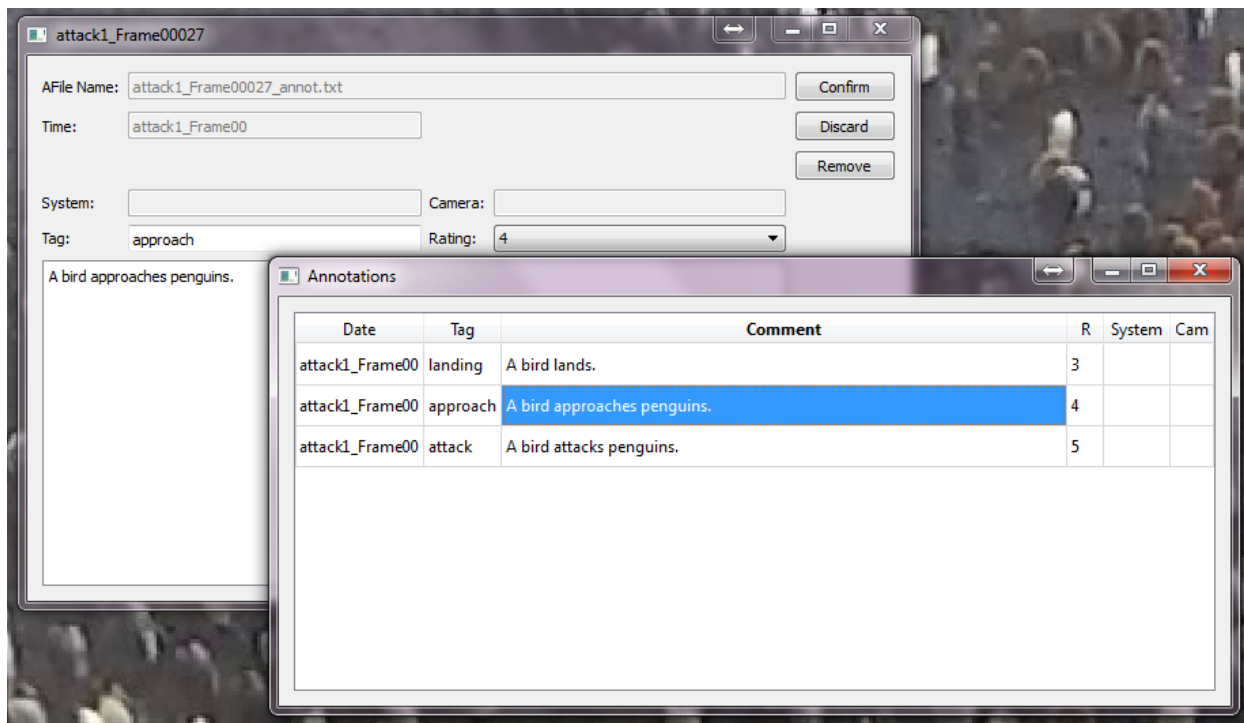 attack1_Frame00027
AFile Name: attack1_Frame00027_annot.txt Confirm
Time: attack1_Frame00 Discard
Remove
System: Camera:
Tag: approach Rating: 4
A bird approaches penguins.
Annotations
Date Tag Comment R System Cam
attack1_Frame00 landing A bird lands. 3
attack1_Frame00 approach A bird approaches penguins. 4
attack1_Frame00 attack A bird attacks penguins. 5